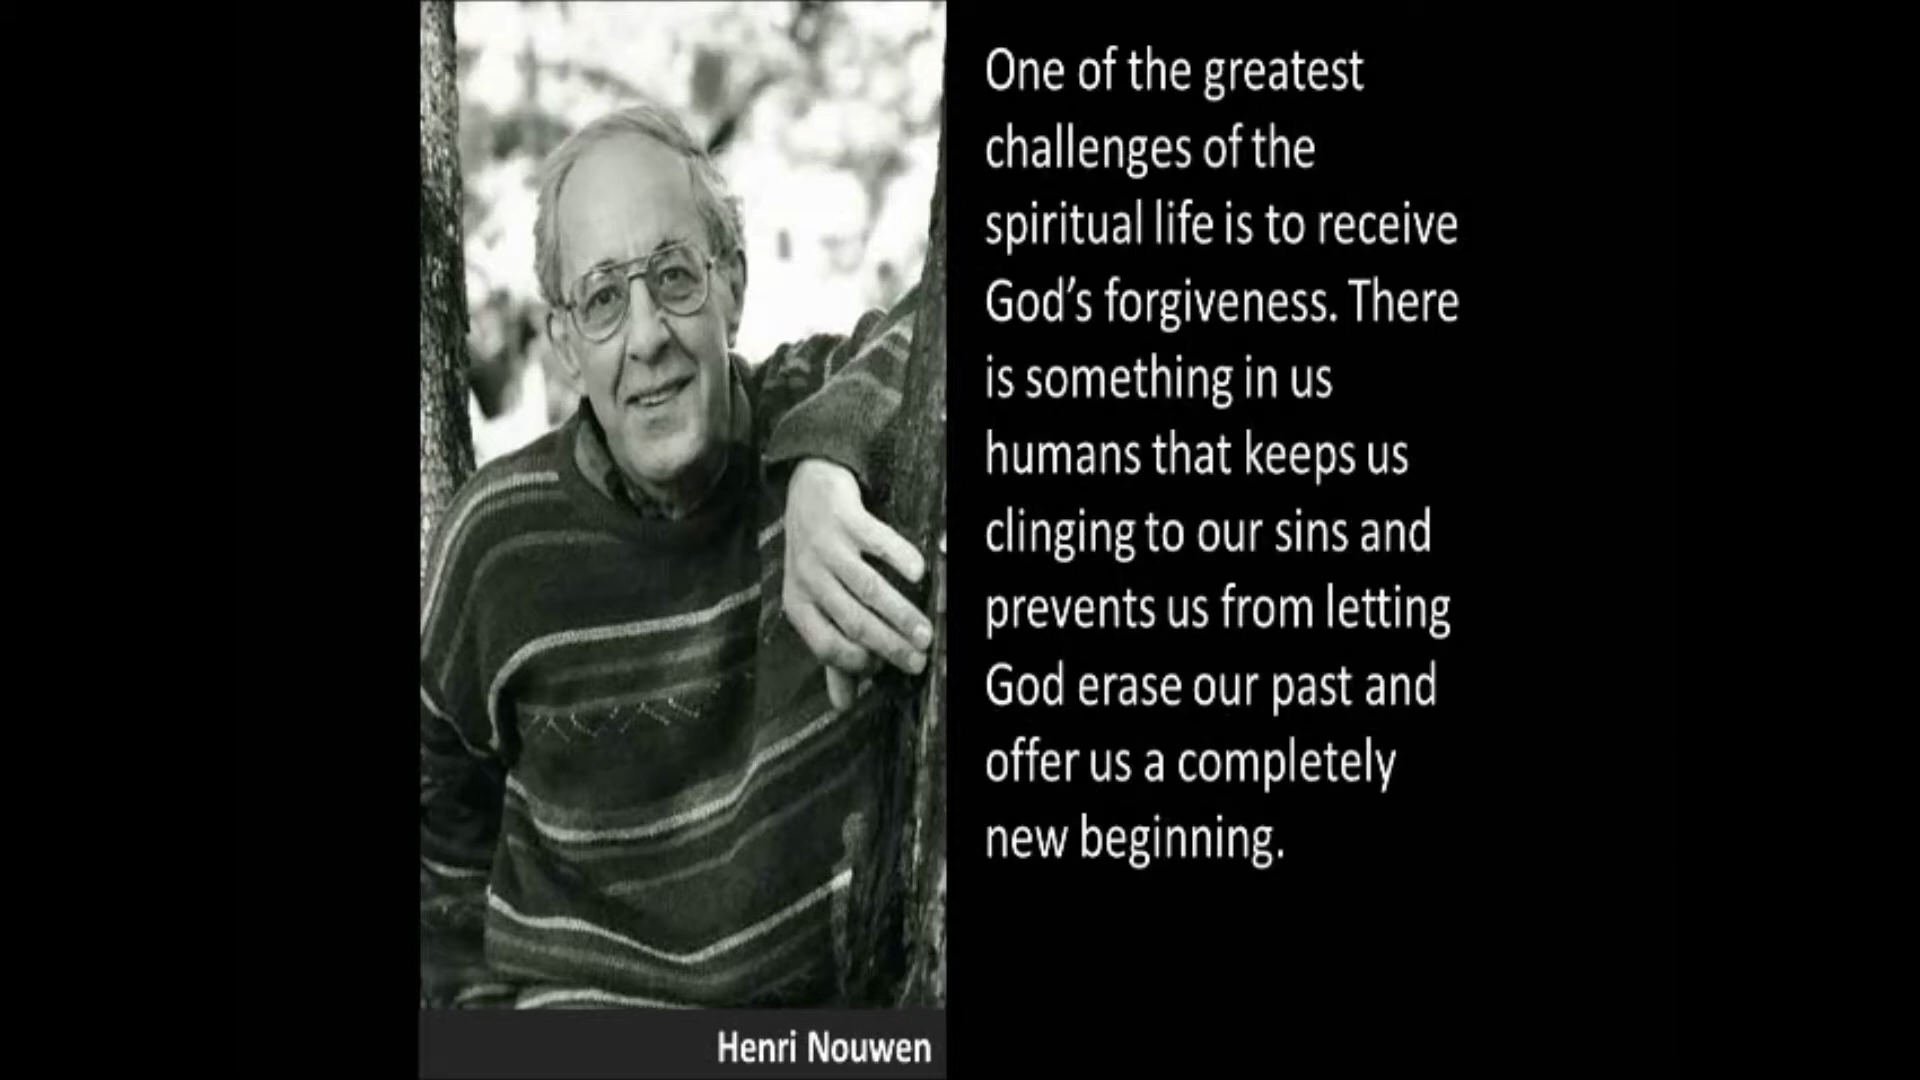 One of the greatest
challenges of the
spiritual life is to receive
God’s forgiveness. There
is something in us
humans that keeps us
clinging to our sins and
prevents us from letting
God erase our past and
offer us a completely
new beginning.
Henri Nouwen